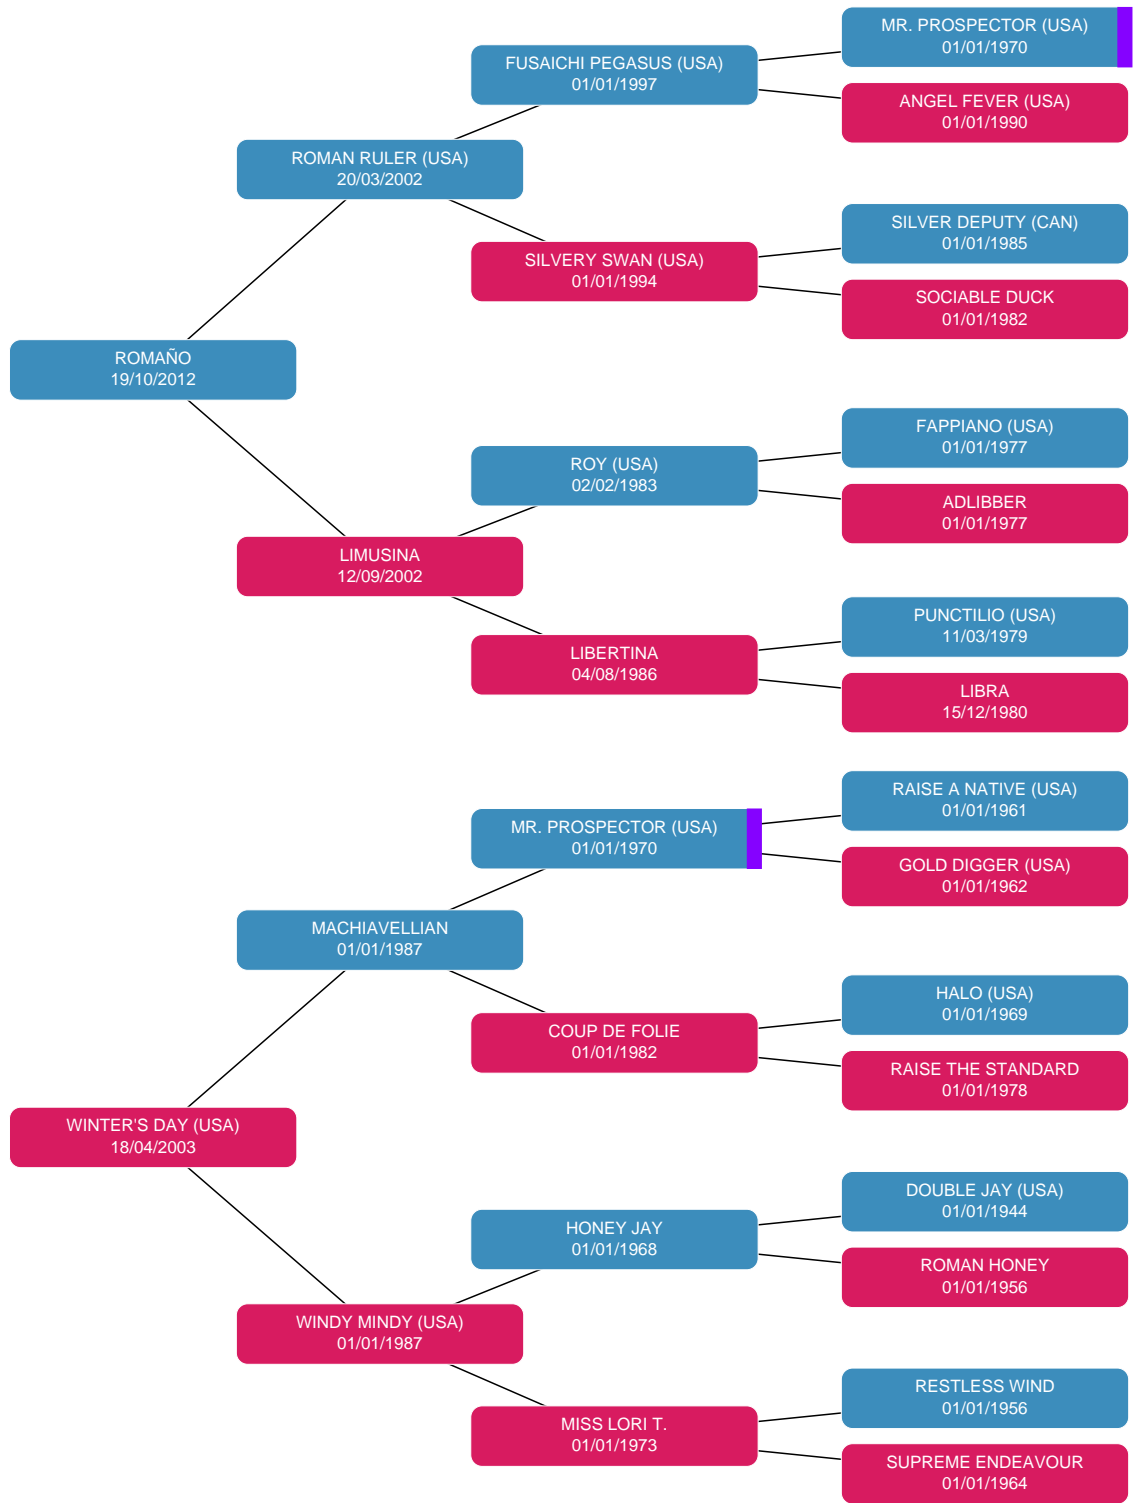 MR. PROSPECTOR (USA)
01/01/1970
FUSAICHI PEGASUS (USA)
01/01/1997
ANGEL FEVER (USA)
01/01/1990
ROMAN RULER (USA)
20/03/2002
SILVER DEPUTY (CAN)
01/01/1985
SILVERY SWAN (USA)
01/01/1994
SOCIABLE DUCK
01/01/1982
ROMAÑO
19/10/2012
FAPPIANO (USA)
01/01/1977
ROY (USA)
02/02/1983
ADLIBBER
01/01/1977
LIMUSINA
12/09/2002
PUNCTILIO (USA)
11/03/1979
LIBERTINA
04/08/1986
LIBRA
15/12/1980
RAISE A NATIVE (USA)
01/01/1961
MR. PROSPECTOR (USA)
01/01/1970
GOLD DIGGER (USA)
01/01/1962
MACHIAVELLIAN
01/01/1987
HALO (USA)
01/01/1969
COUP DE FOLIE
01/01/1982
RAISE THE STANDARD
01/01/1978
WINTER'S DAY (USA)
18/04/2003
DOUBLE JAY (USA)
01/01/1944
HONEY JAY
01/01/1968
ROMAN HONEY
01/01/1956
WINDY MINDY (USA)
01/01/1987
RESTLESS WIND
01/01/1956
MISS LORI T.
01/01/1973
SUPREME ENDEAVOUR
01/01/1964